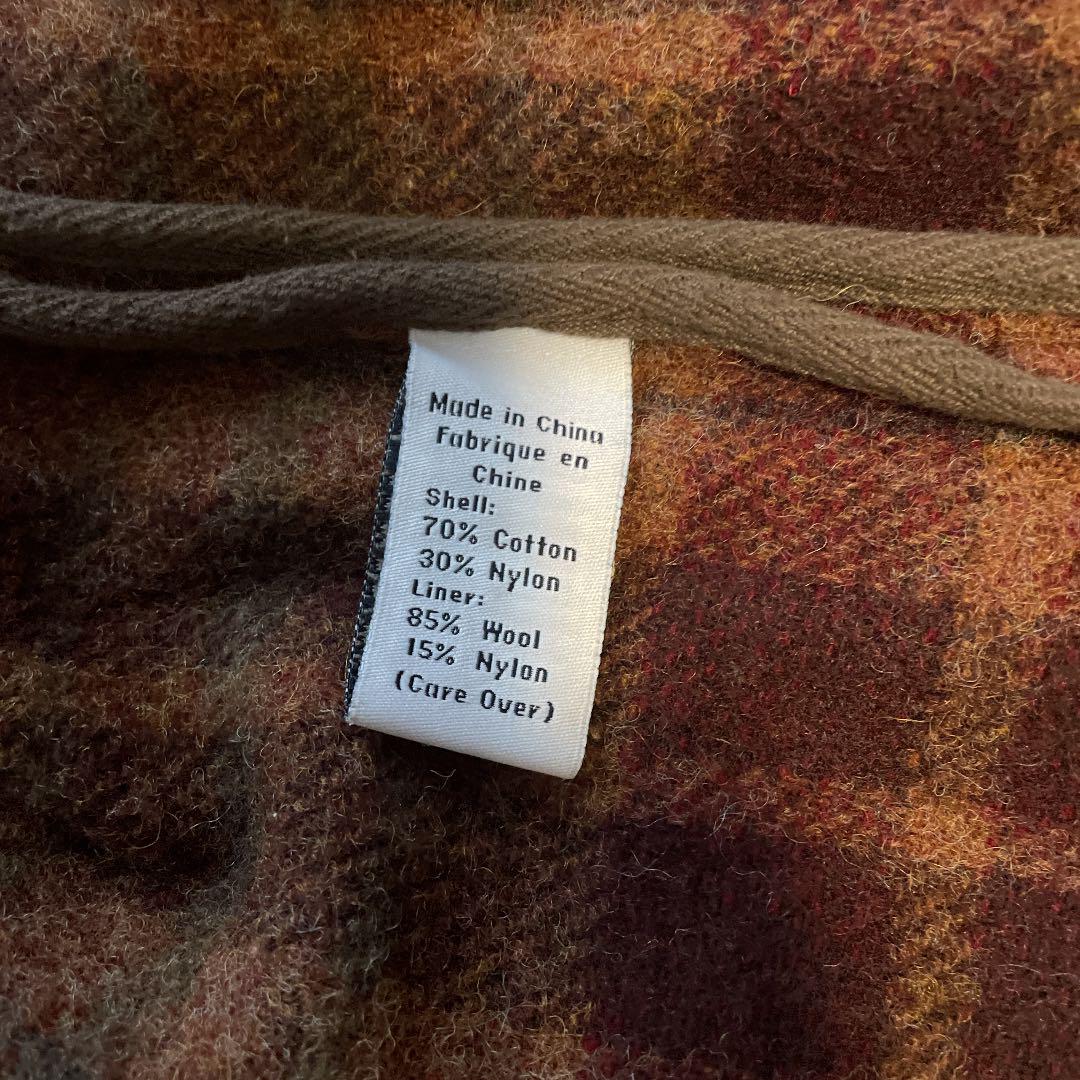 Made in China
Fabrique en
Chine
Shell:
70% Cotton
30% Nylon
Liner:
85% Wool
15% Nylon
(Care Over)